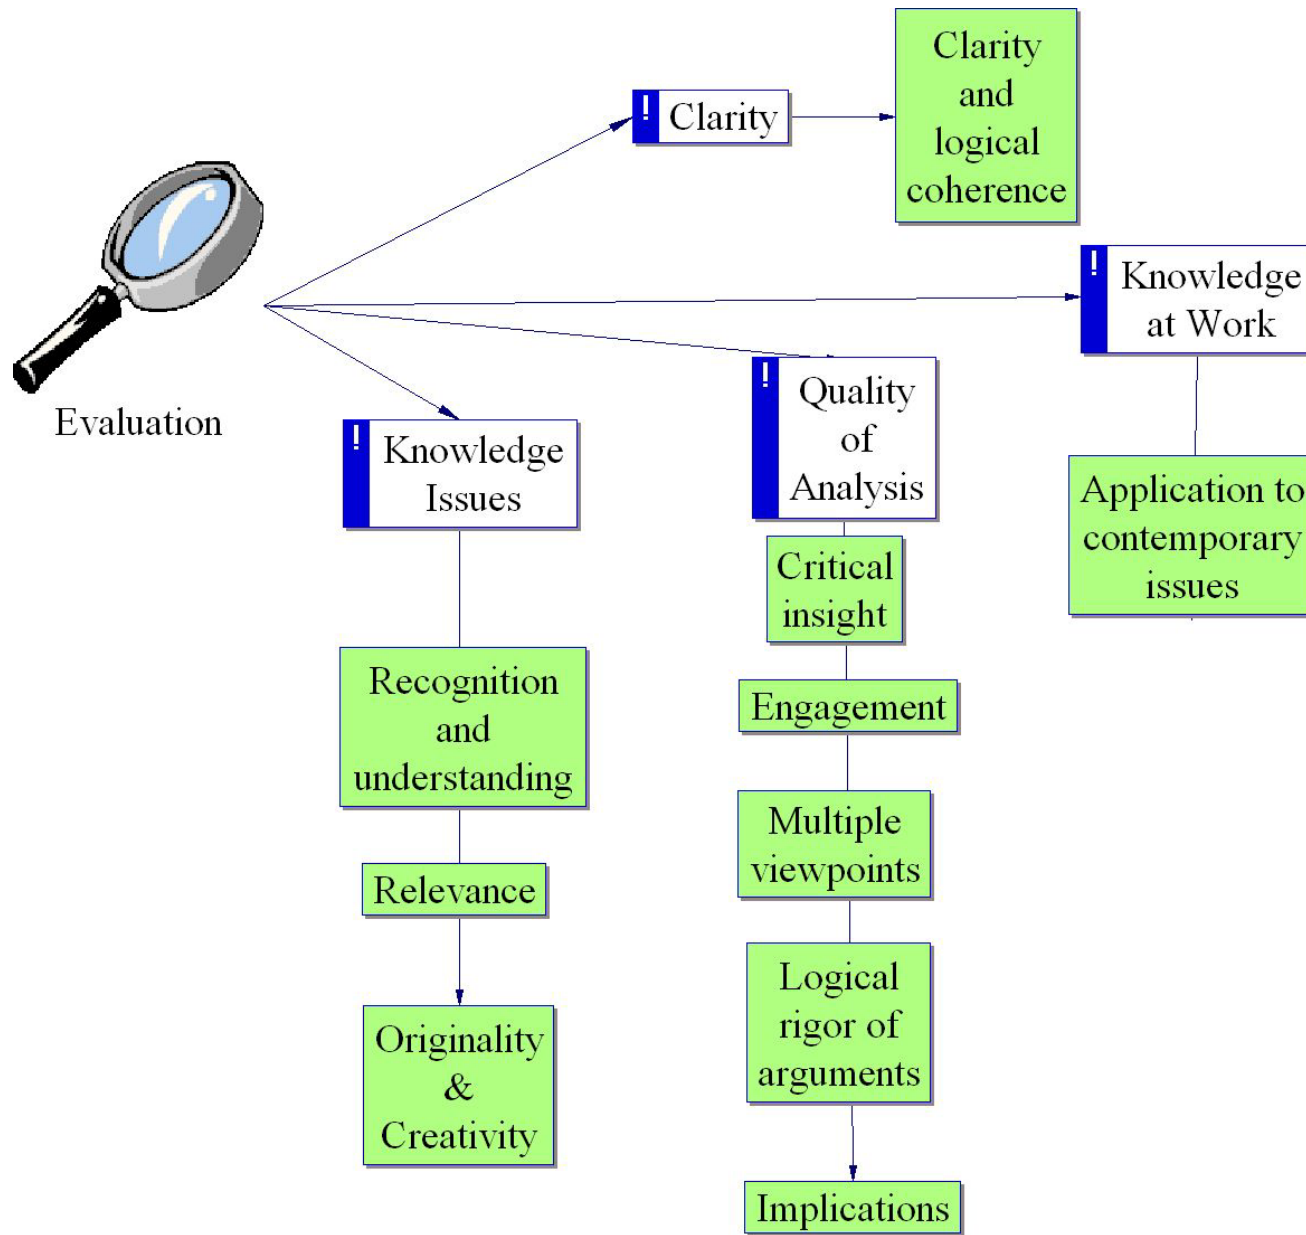 Clarity
and
logical
coherence
! Clarity
! Knowledge
at Work
Evaluation
! Knowledge
Issues
! Quality
of
Analysis
Application to
contemporary
issues
Critical
insight
Recognition
and
understanding
Engagement
Multiple
viewpoints
Relevance
Logical
rigor of
arguments
Originality
&
Creativity
Implications